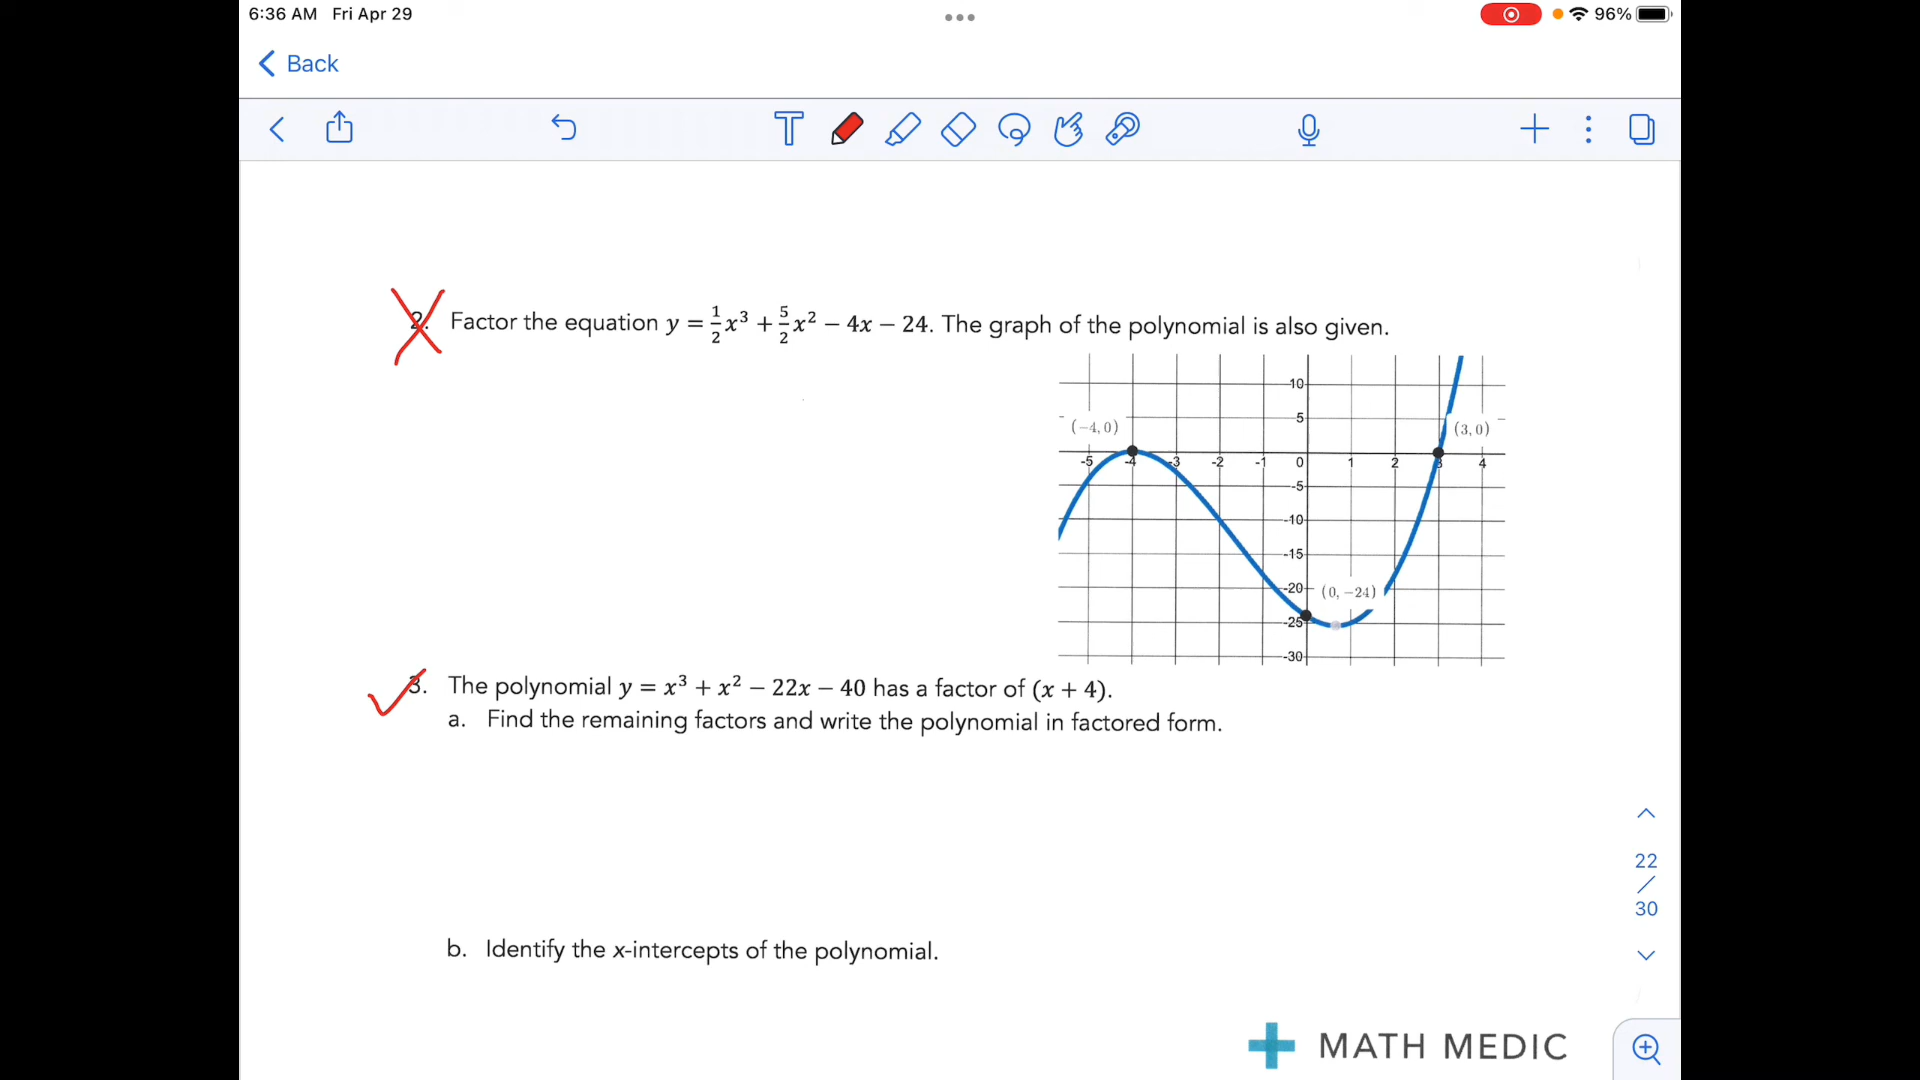 6:36 AM Fri Apr 29
96%
Back
2. Factor the equation y = 1/2 x³ + 5/2 x² − 4x − 24. The graph of the polynomial is also given.
10
5
(−4, 0)
(3, 0)
-5 -4 -3 -2 -1 0 1 2 3 4
-5
-10
-15
-20
(0, −24)
-25
-30
3. The polynomial y = x³ + x² − 22x − 40 has a factor of (x + 4).
a. Find the remaining factors and write the polynomial in factored form.
22
/
30
b. Identify the x-intercepts of the polynomial.
MATH MEDIC